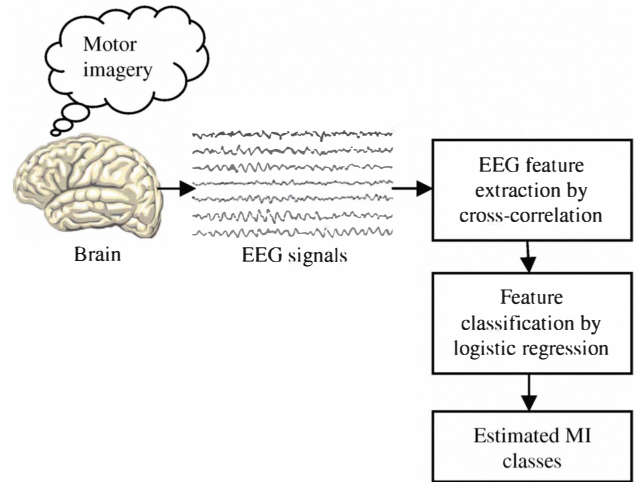 Motor
imagery
Brain
EEG signals
EEG feature
extraction by
cross-correlation
Feature
classification by
logistic regression
Estimated MI
classes